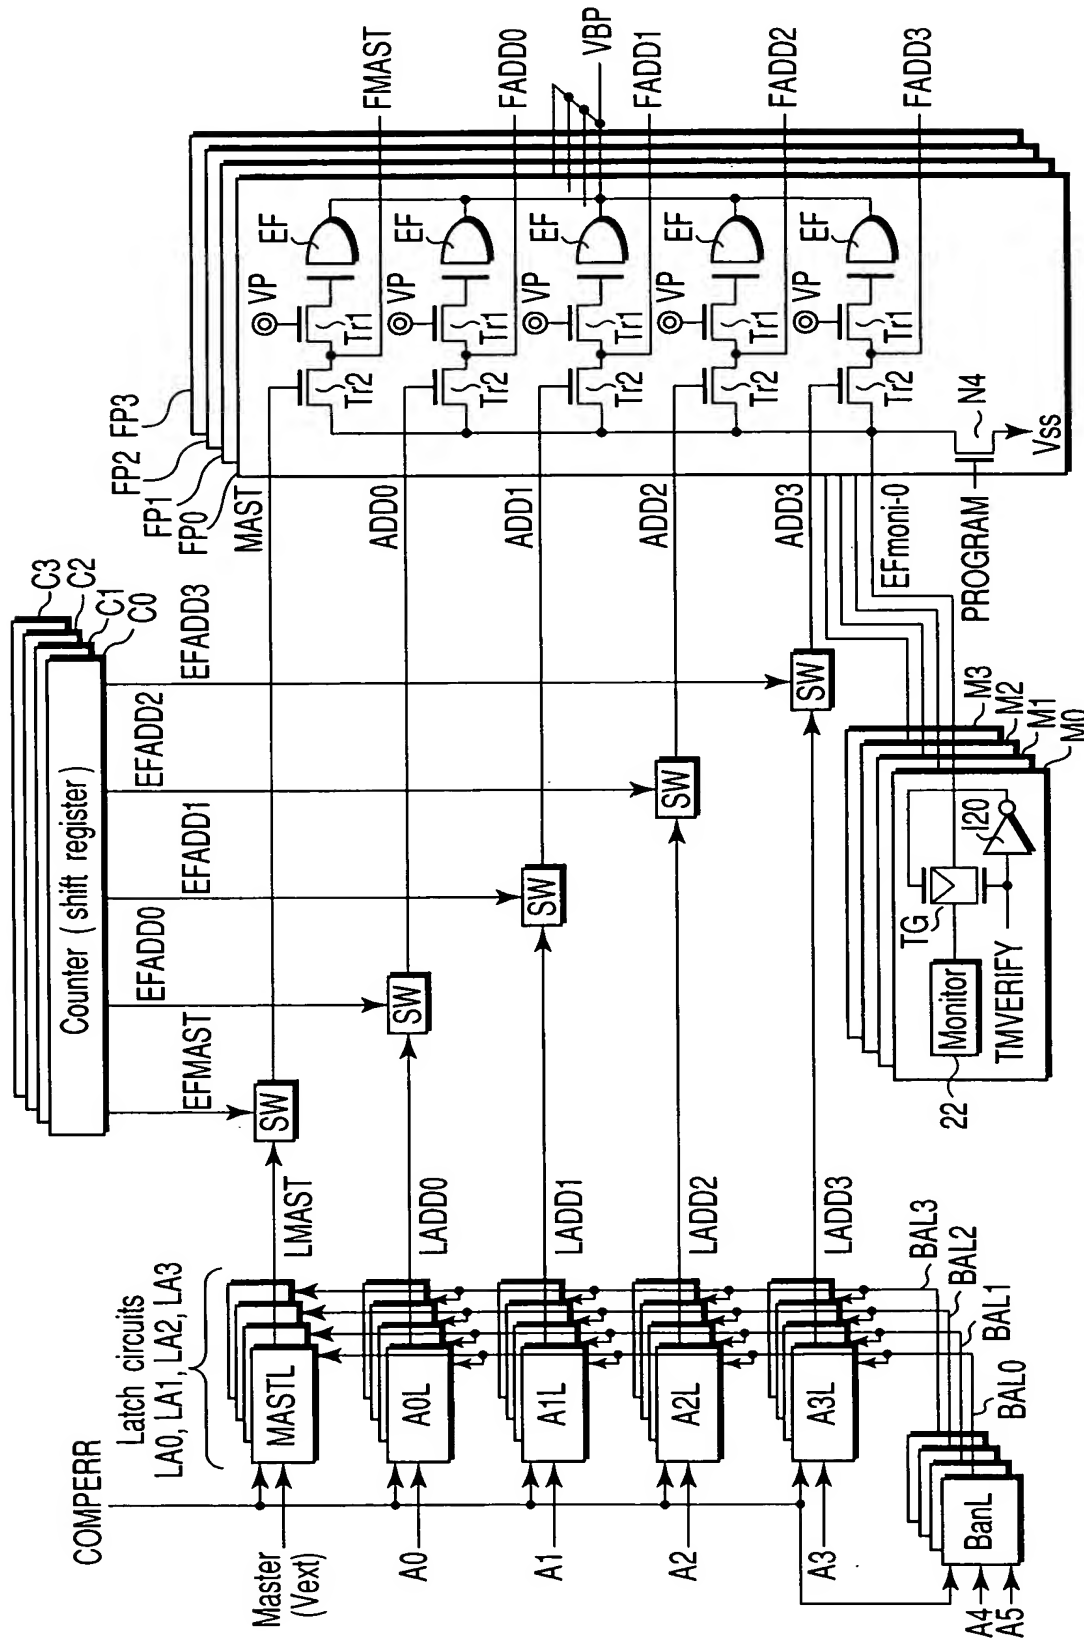 COMPERR
Latch circuits
LA0, LA1, LA2, LA3
Master
(Vext)
MASTL
LMAST
SW
EFMAST
Counter ( shift register )
C0
C1
C2
C3
EFADD0
EFADD1
EFADD2
EFADD3
MAST
FP0
FP1
FP2
FP3
VP
EF
Tr2
Tr1
FMAST
A0
A0L
LADD0
SW
ADD0
VP
EF
Tr2
Tr1
FADD0
VBP
A1
A1L
LADD1
SW
ADD1
VP
EF
Tr2
Tr1
FADD1
A2
A2L
LADD2
SW
ADD2
VP
EF
Tr2
Tr1
FADD2
A3
A3L
LADD3
SW
ADD3
VP
EF
Tr2
Tr1
FADD3
A4
A5
BanL
BAL0
BAL1
BAL2
BAL3
22
Monitor
TG
TMVERIFY
I20
M0
M1
M2
M3
EFmoni-0
PROGRAM
N4
Vss